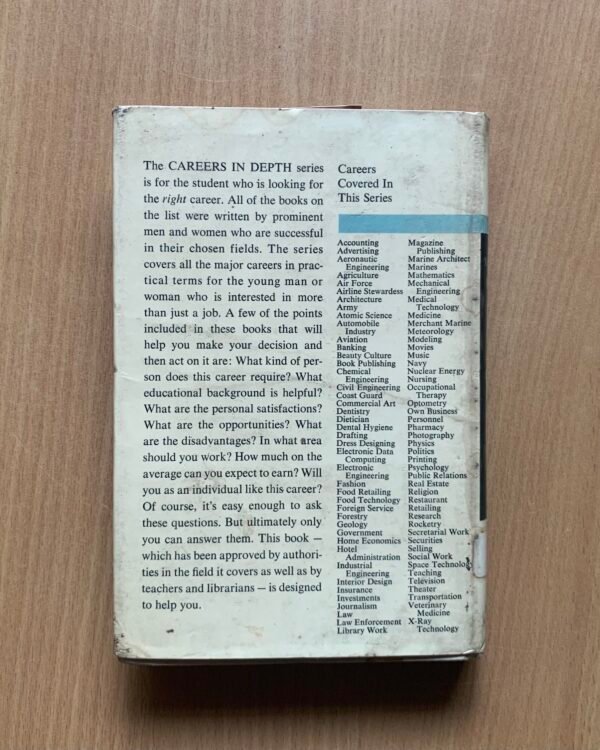 The CAREERS IN DEPTH series
is for the student who is looking for
the right career. All of the books on
the list were written by prominent
men and women who are successful
in their chosen fields. The series
covers all the major careers in prac-
tical terms for the young man or
woman who is interested in more
than just a job. A few of the points
included in these books that will
help you make your decision and
then act on it are: What kind of per-
son does this career require? What
educational background is helpful?
What are the personal satisfactions?
What are the opportunities? What
are the disadvantages? In what area
should you work? How much on the
average can you expect to earn? Will
you as an individual like this career?
Of course, it's easy enough to ask
these questions. But ultimately only
you can answer them. This book —
which has been approved by authori-
ties in the field it covers as well as by
teachers and librarians — is designed
to help you.
Careers
Covered In
This Series
Accounting
Advertising
Aeronautic
Engineering
Agriculture
Air Force
Airline Stewardess
Architecture
Army
Atomic Science
Automobile
Industry
Aviation
Banking
Beauty Culture
Book Publishing
Chemical
Engineering
Civil Engineering
Coast Guard
Commercial Art
Dentistry
Dietician
Dental Hygiene
Drafting
Dress Designing
Electronic Data
Computing
Electronic
Engineering
Fashion
Food Retailing
Food Technology
Foreign Service
Forestry
Geology
Government
Home Economics
Hotel
Administration
Industrial
Engineering
Interior Design
Insurance
Investments
Journalism
Law
Law Enforcement
Library Work
Magazine
Publishing
Marine Architect
Marines
Mathematics
Mechanical
Engineering
Medical
Technology
Medicine
Merchant Marine
Meteorology
Modeling
Movies
Music
Navy
Nuclear Energy
Nursing
Occupational
Therapy
Optometry
Own Business
Personnel
Pharmacy
Photography
Physics
Politics
Printing
Psychology
Public Relations
Real Estate
Religion
Restaurant
Retailing
Research
Rocketry
Secretarial Work
Securities
Selling
Social Work
Space Technology
Teaching
Television
Theater
Transportation
Veterinary
Medicine
X-Ray
Technology